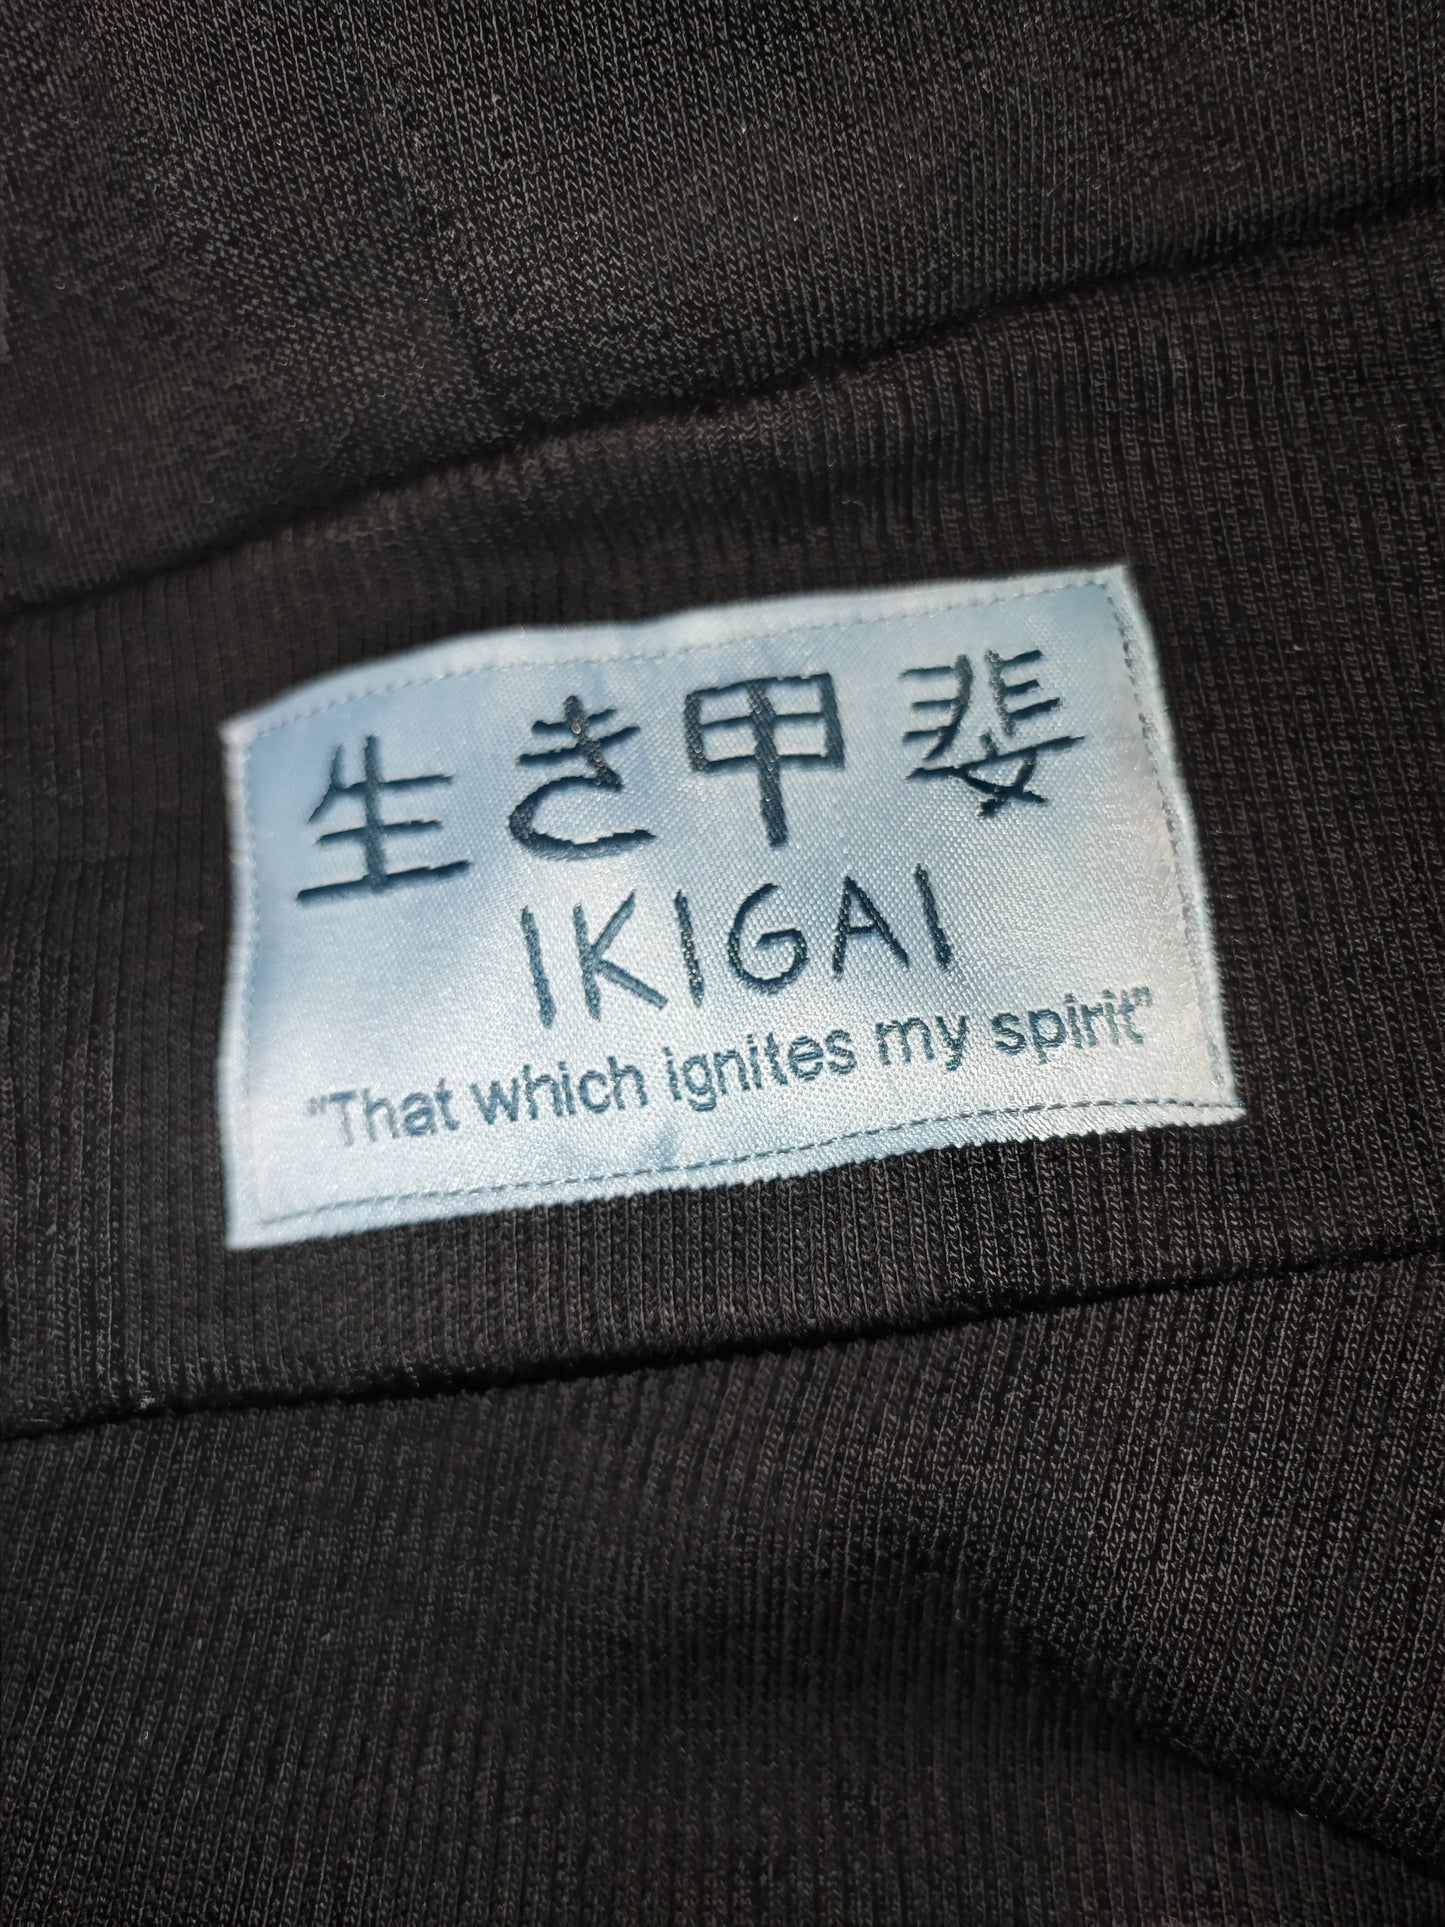 生き甲斐
IKIGAI
"That which ignites my spirit"